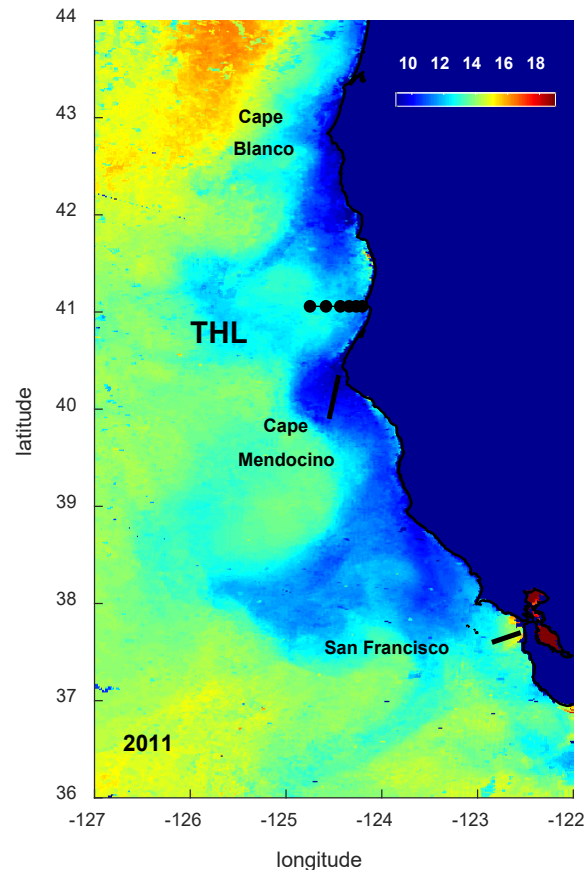 44
10 12 14 16 18
43
Cape
Blanco
42
41
THL
latitude
40
Cape
Mendocino
39
38
San Francisco
37
2011
36
-127 -126 -125 -124 -123 -122
longitude